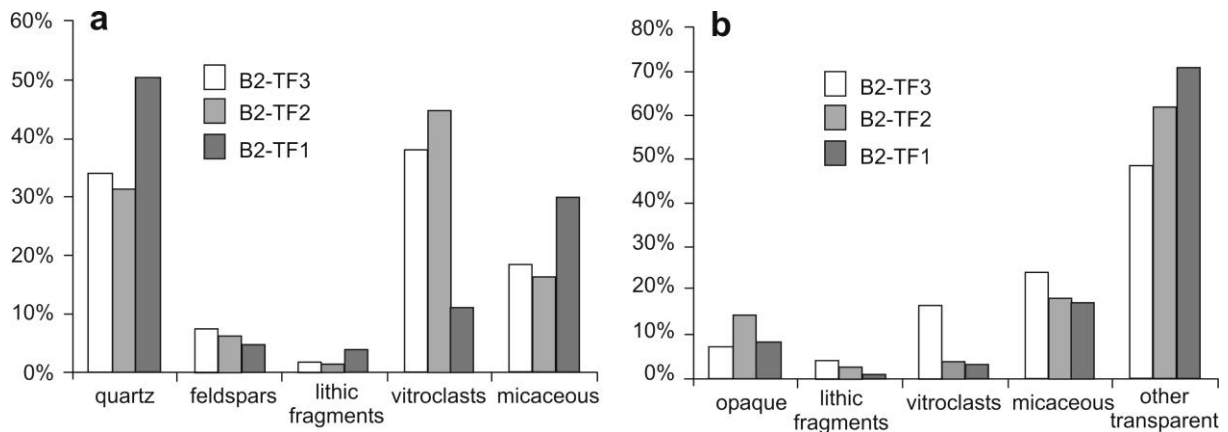 a
60%
50%
40%
30%
20%
10%
0%
B2-TF3
B2-TF2
B2-TF1
quartz
feldspars
lithic
fragments
vitroclasts
micaceous
b
80%
70%
60%
50%
40%
30%
20%
10%
0%
B2-TF3
B2-TF2
B2-TF1
opaque
lithic
fragments
vitroclasts
micaceous
other
transparent